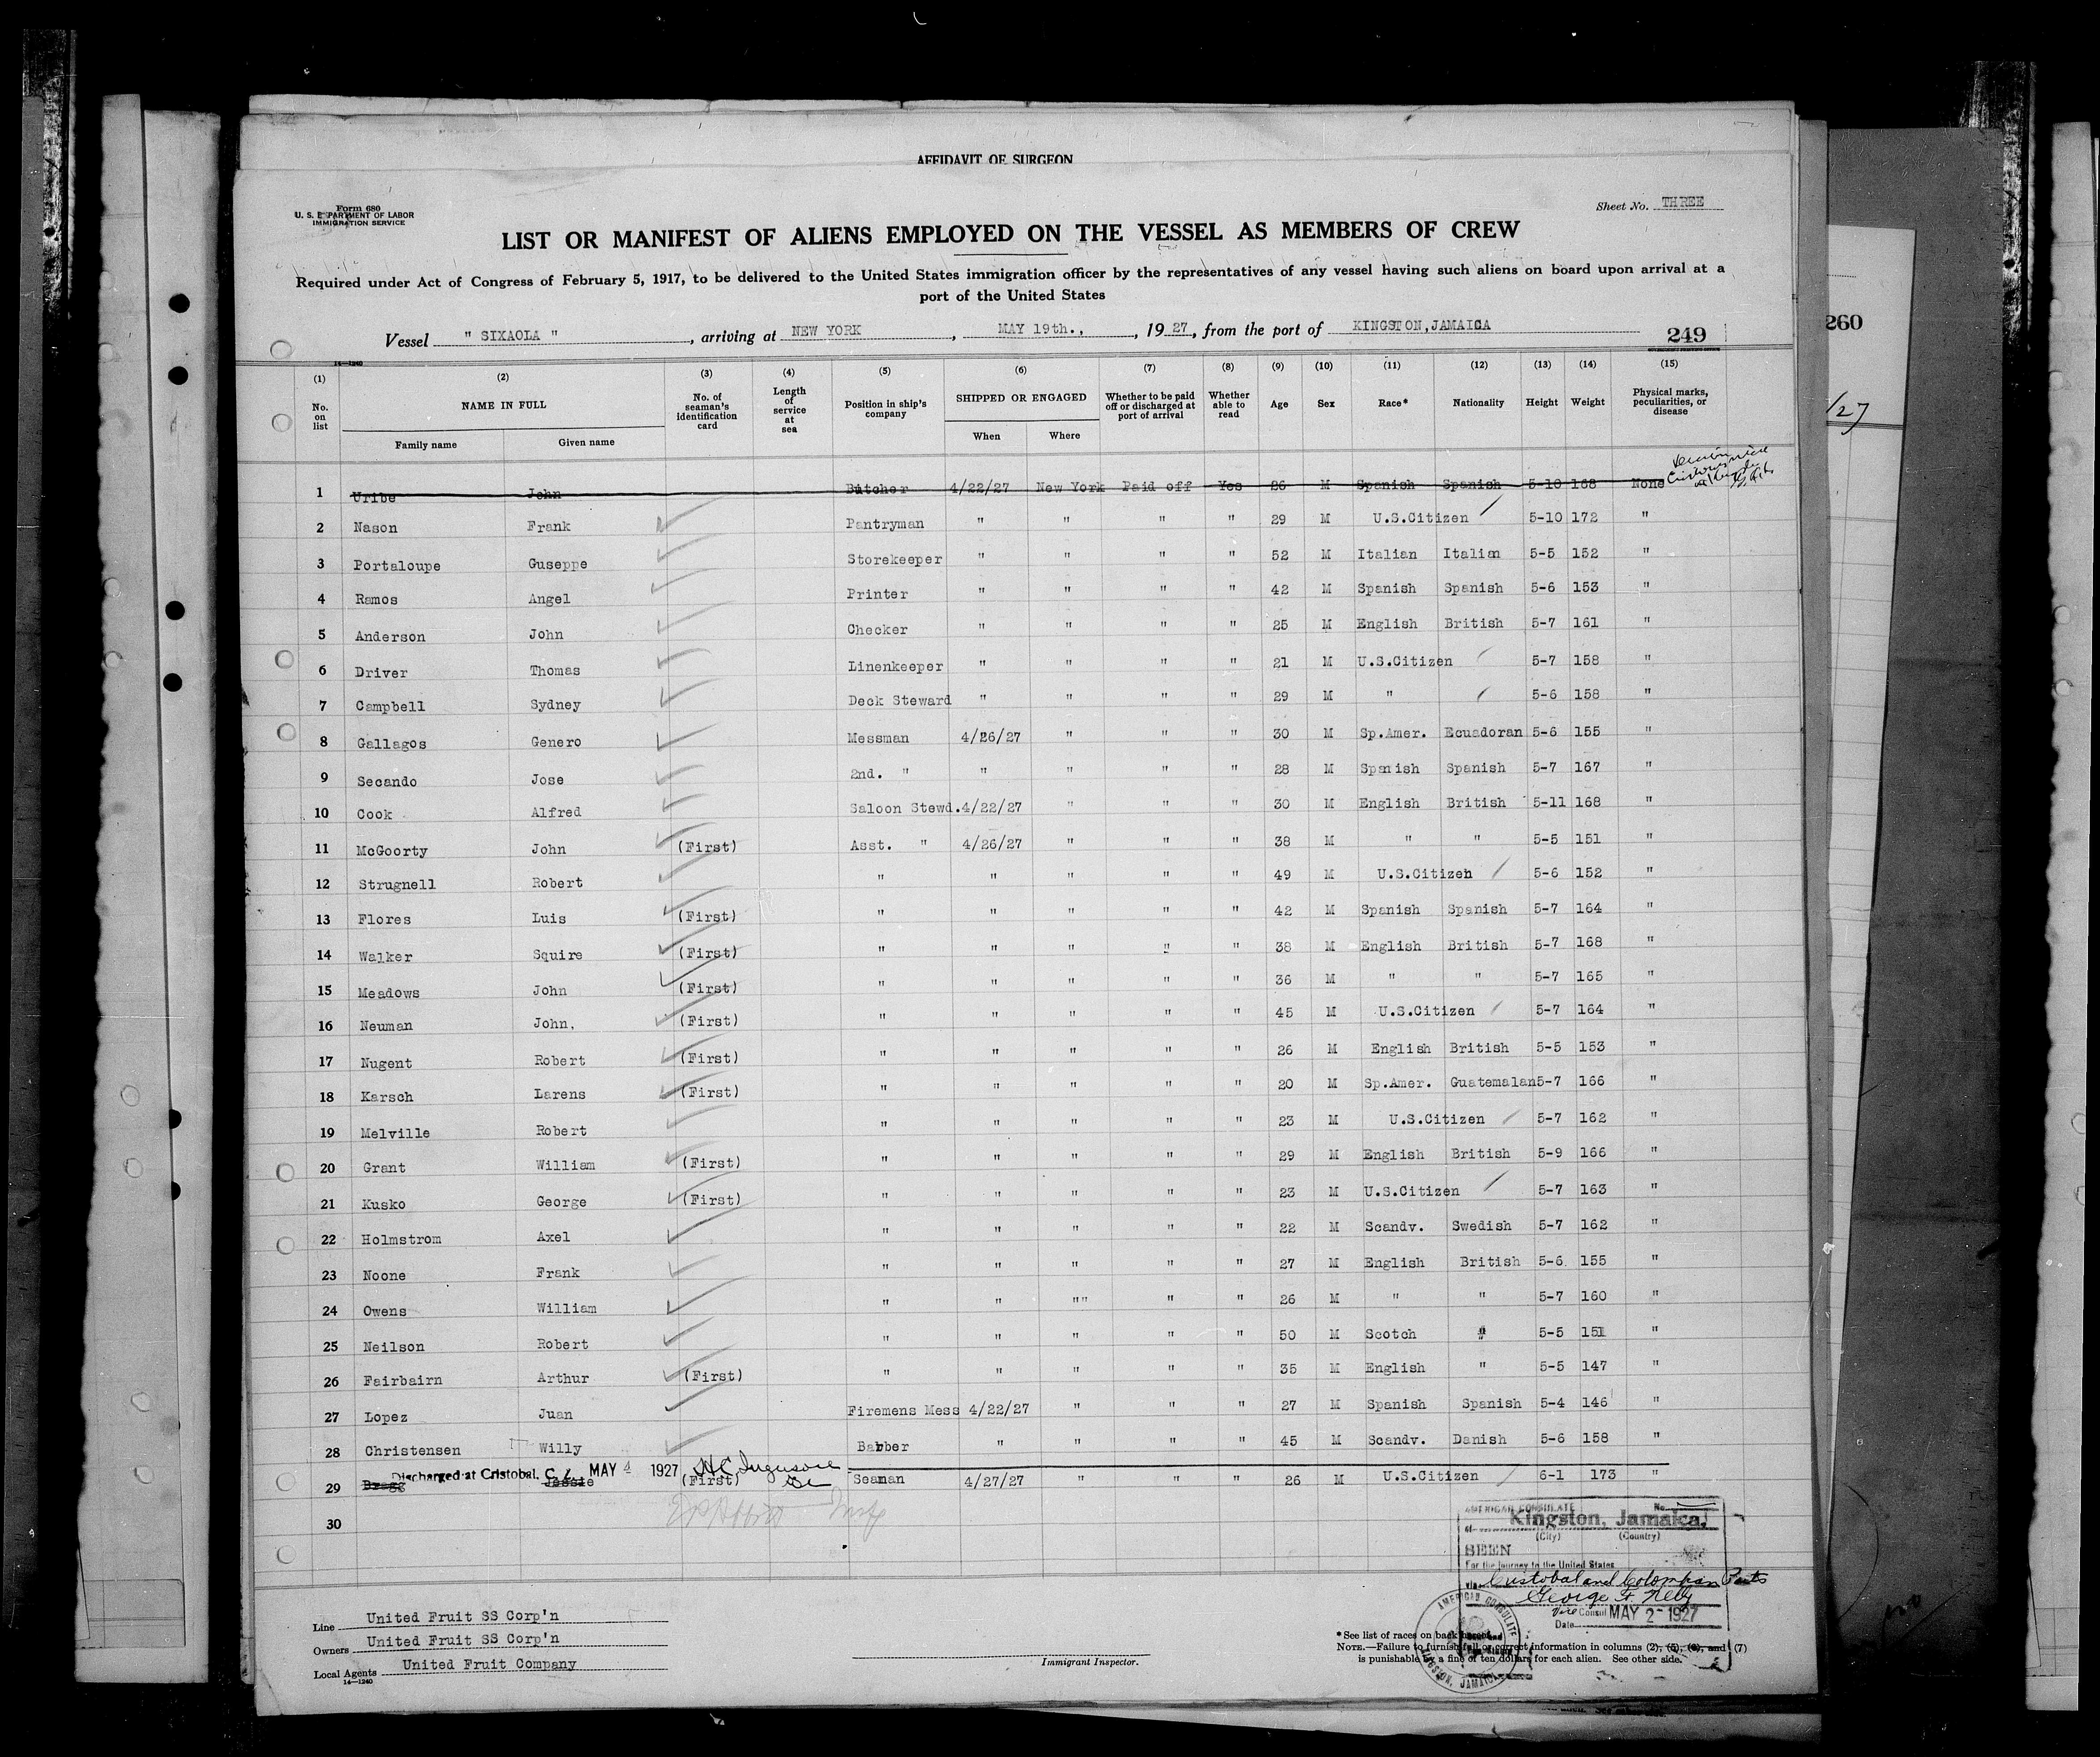 AFFIDAVIT OF SURGEON
Form 680
U. S. DEPARTMENT OF LABOR
IMMIGRATION SERVICE
Sheet No. THREE
LIST OR MANIFEST OF ALIENS EMPLOYED ON THE VESSEL AS MEMBERS OF CREW
Required under Act of Congress of February 5, 1917, to be delivered to the United States immigration officer by the representatives of any vessel having such aliens on board upon arrival at a
port of the United States
Vessel " SIXAOLA " , arriving at NEW YORK , MAY 19th., , 19 27, from the port of KINGSTON, JAMAICA 249
260
/27
14—1240
(1) No. on list
(2) NAME IN FULL Family name Given name
(3) No. of seaman's identification card
(4) Length of service at sea
(5) Position in ship's company
(6) SHIPPED OR ENGAGED When Where
(7) Whether to be paid off or discharged at port of arrival
(8) Whether able to read
(9) Age
(10) Sex
(11) Race*
(12) Nationality
(13) Height
(14) Weight
(15) Physical marks, peculiarities, or disease
1 Uribe John Butcher 4/22/27 New York Paid off Yes 26 M Spanish Spanish 5-10 168 None
2 Nason Frank Pantryman " " " " 29 M U.S.Citizen 5-10 172 "
3 Portaloupe Guseppe Storekeeper " " " " 52 M Italian Italian 5-5 152 "
4 Ramos Angel Printer " " " " 42 M Spanish Spanish 5-6 153 "
5 Anderson John Checker " " " " 25 M English British 5-7 161 "
6 Driver Thomas Linenkeeper " " " " 21 M U.S.Citizen 5-7 158 "
7 Campbell Sydney Deck Steward " " " " 29 M " 5-6 158 "
8 Gallagos Genero Messman 4/26/27 " " " 30 M Sp.Amer. Ecuadoran 5-6 155 "
9 Secando Jose 2nd. " " " " " 28 M Spanish Spanish 5-7 167 "
10 Cook Alfred Saloon Stewd. 4/22/27 " " " 30 M English British 5-11 168 "
11 McGoorty John (First) Asst. " 4/26/27 " " " 38 M " " 5-5 151 "
12 Strugnell Robert " " " " " 49 M U.S.Citizen 5-6 152 "
13 Flores Luis (First) " " " " " 42 M Spanish Spanish 5-7 164 "
14 Walker Squire (First) " " " " " 38 M English British 5-7 168 "
15 Meadows John (First) " " " " " 36 M " " 5-7 165 "
16 Neuman John, (First) " " " " " 45 M U.S.Citizen 5-7 164 "
17 Nugent Robert (First) " " " " " 26 M English British 5-5 153 "
18 Karsch Larens (First) " " " " " 20 M Sp.Amer. Guatemalan 5-7 166 "
19 Melville Robert " " " " " 23 M U.S.Citizen 5-7 162 "
20 Grant William (First) " " " " " 29 M English British 5-9 166 "
21 Kusko George (First) " " " " " 23 M U.S.Citizen 5-7 163 "
22 Holmstrom Axel " " " " " 22 M Scandv. Swedish 5-7 162 "
23 Noone Frank " " " " " 27 M English British 5-6 155 "
24 Owens William " " "" " " 26 M " " 5-7 160 "
25 Neilson Robert " " " " " 50 M Scotch " 5-5 151 "
26 Fairbairn Arthur (First) " " " " " 35 M English " 5-5 147 "
27 Lopez Juan Firemens Mess 4/22/27 " " " 27 M Spanish Spanish 5-4 146 "
28 Christensen Willy Barber " " " " 45 M Scandv. Danish 5-6 158 "
Discharged at Cristobal, C. Z. MAY 1927
29 Bragg Jessie (First) Seaman 4/27/27 " " " 26 M U.S.Citizen 6-1 173 "
30
AMERICAN CONSULATE No.
at Kingston, Jamaica,
(City) (Country)
SEEN
For the journey to the United States
via Cristobal and Colombian Ports
George F. Kelly
Vice Consul
Date MAY 2 - 1927
AMERICAN CONSULATE KINGSTON, JAMAICA
Line United Fruit SS Corp'n
Owners United Fruit SS Corp'n
Local Agents United Fruit Company
14—1240
Immigrant Inspector.
*See list of races on back hereof.
NOTE.—Failure to furnish full or correct information in columns (2), (5), (6), and (7)
is punishable by a fine of ten dollars for each alien. See other side.